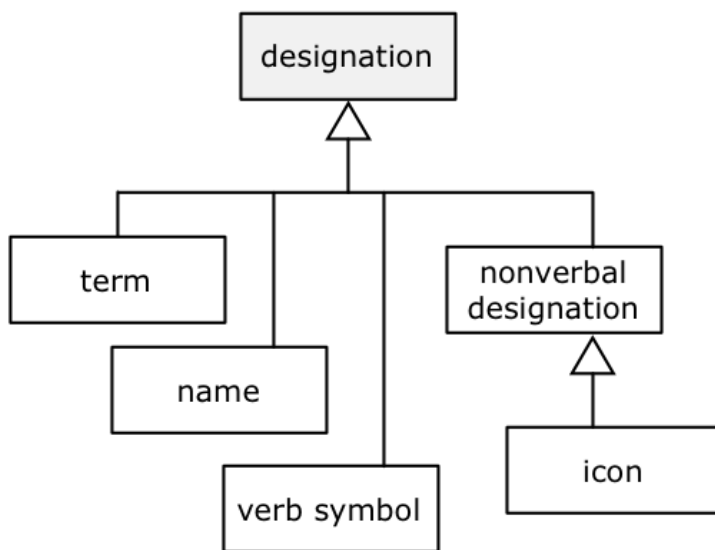 designation
term
nonverbal
designation
name
icon
verb symbol